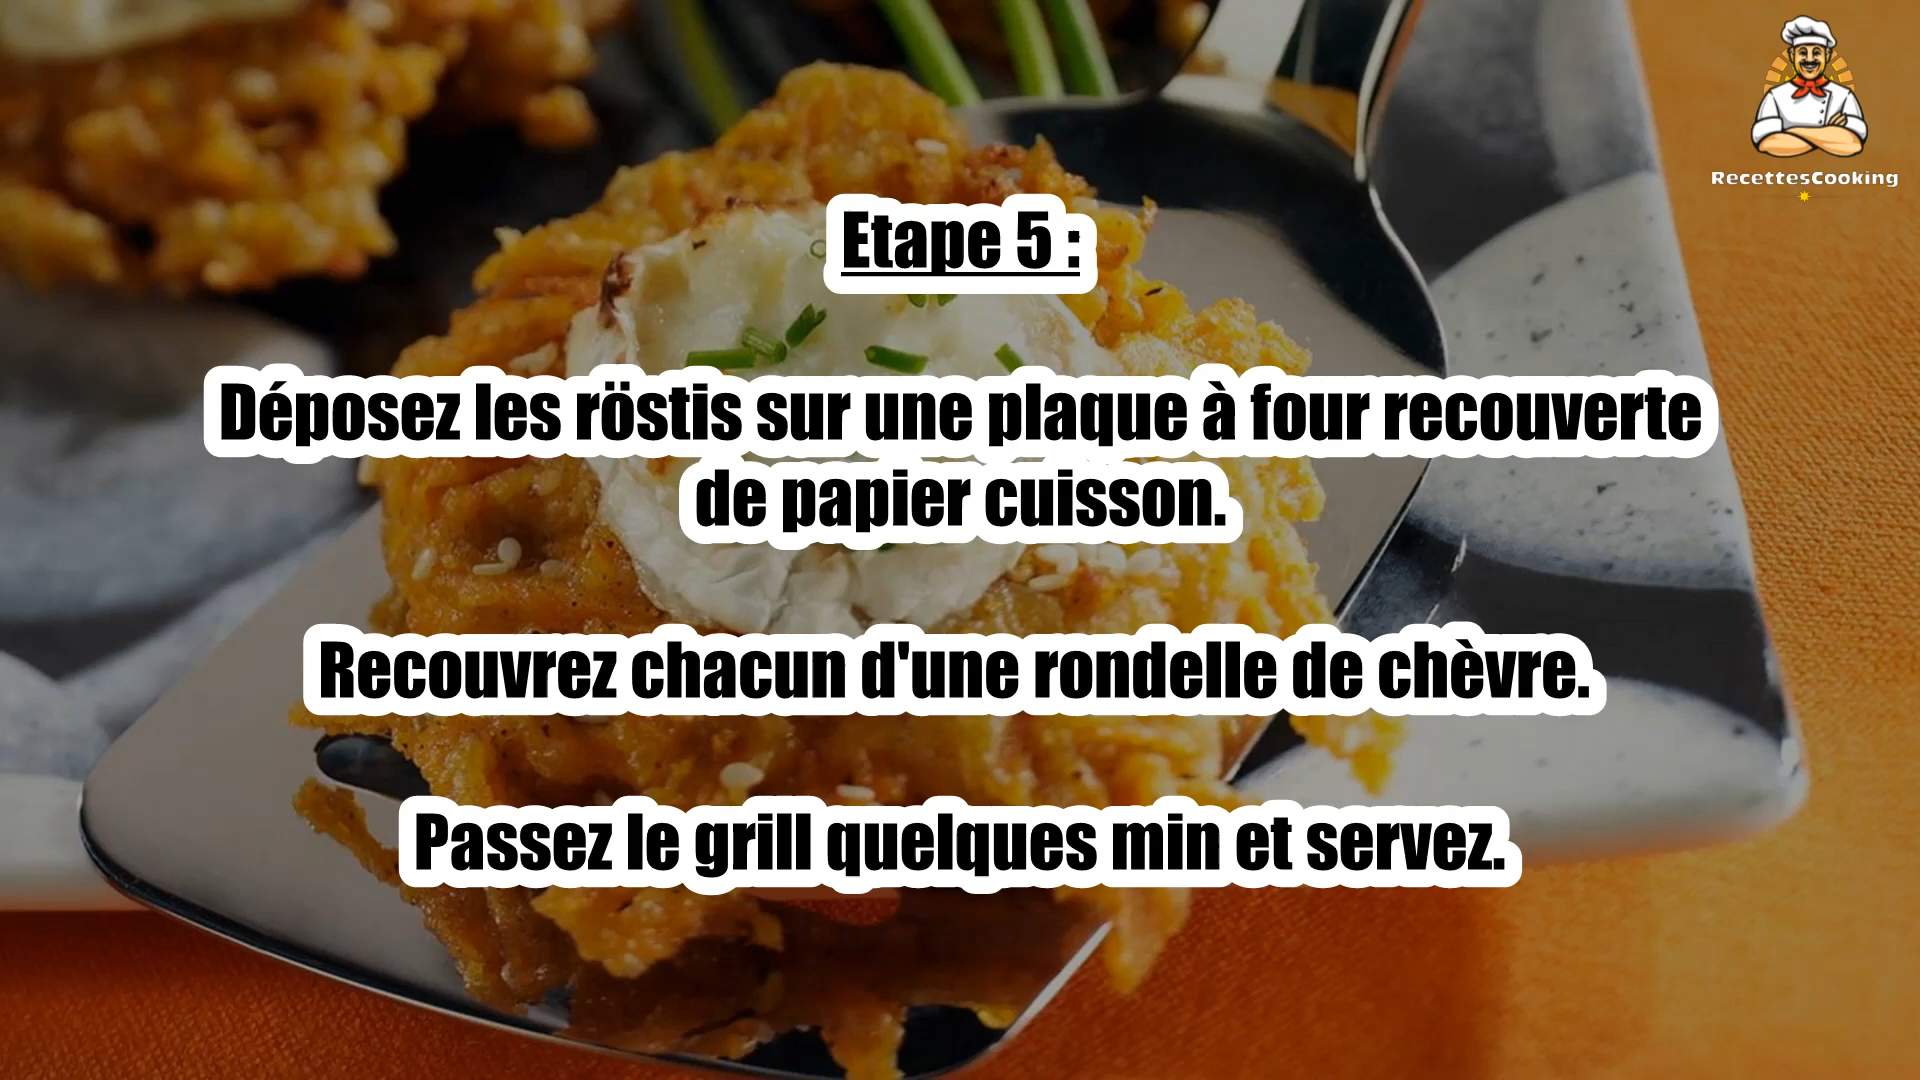 RecettesCooking
Etape 5 :
Déposez les röstis sur une plaque à four recouverte
de papier cuisson.
Recouvrez chacun d'une rondelle de chèvre.
Passez le grill quelques min et servez.